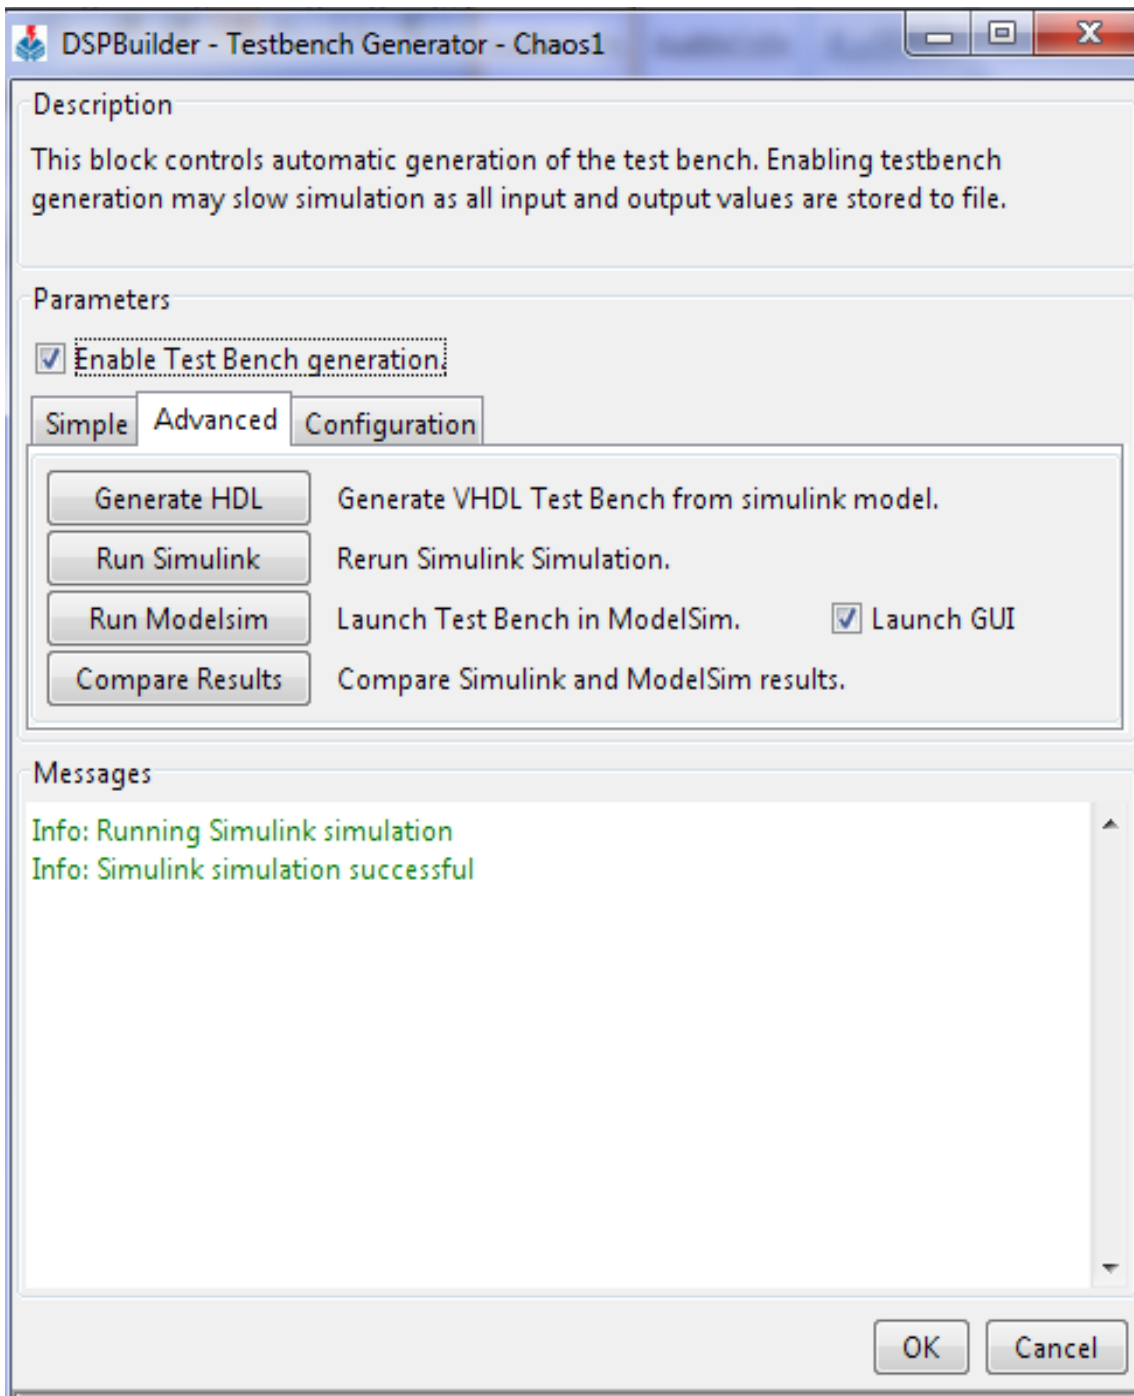 DSPBuilder - Testbench Generator - Chaos1
Description
This block controls automatic generation of the test bench. Enabling testbench
generation may slow simulation as all input and output values are stored to file.
Parameters
Enable Test Bench generation.
Simple Advanced Configuration
Generate HDL Generate VHDL Test Bench from simulink model.
Run Simulink Rerun Simulink Simulation.
Run Modelsim Launch Test Bench in ModelSim. Launch GUI
Compare Results Compare Simulink and ModelSim results.
Messages
Info: Running Simulink simulation
Info: Simulink simulation successful
OK Cancel